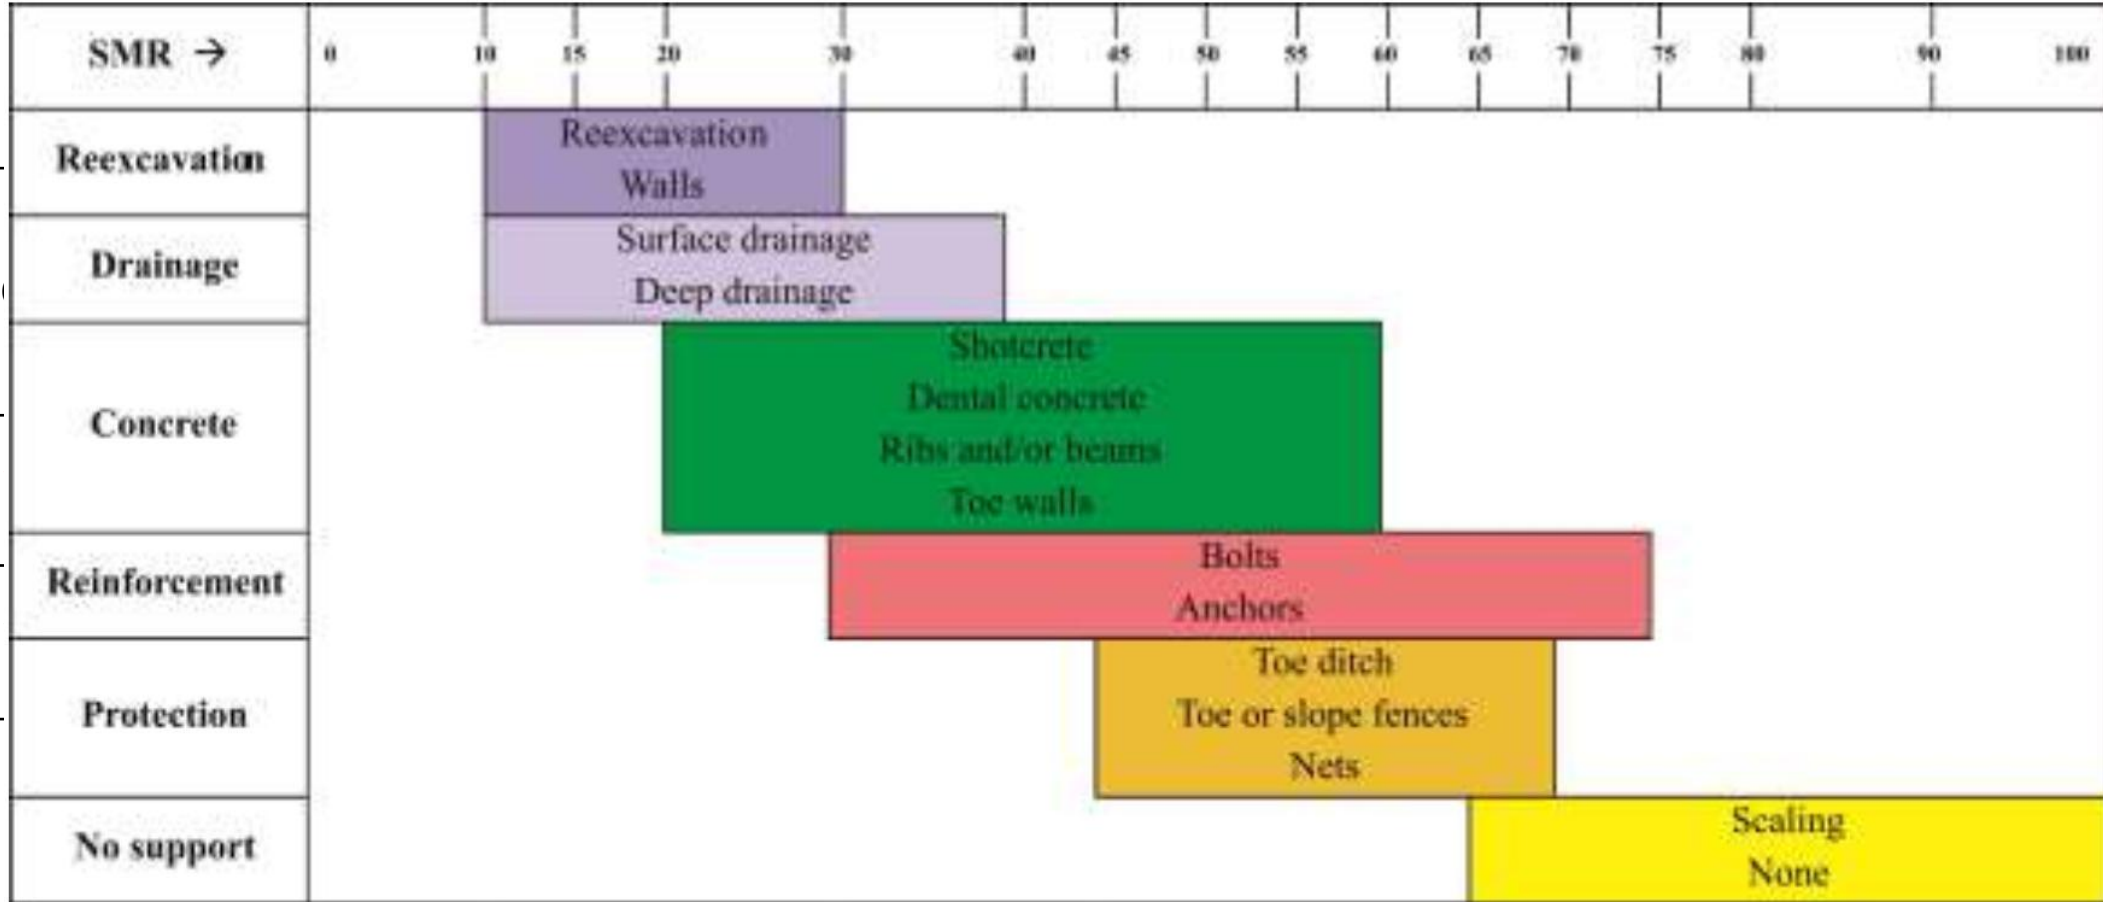 SMR → 0 10 15 20 30 40 45 50 55 60 65 70 75 80 90 100
Reexcavation
Reexcavation
Walls
Drainage
Surface drainage
Deep drainage
Concrete
Shotcrete
Dental concrete
Ribs and/or beams
Toe walls
Reinforcement
Bolts
Anchors
Protection
Toe ditch
Toe or slope fences
Nets
No support
Scaling
None